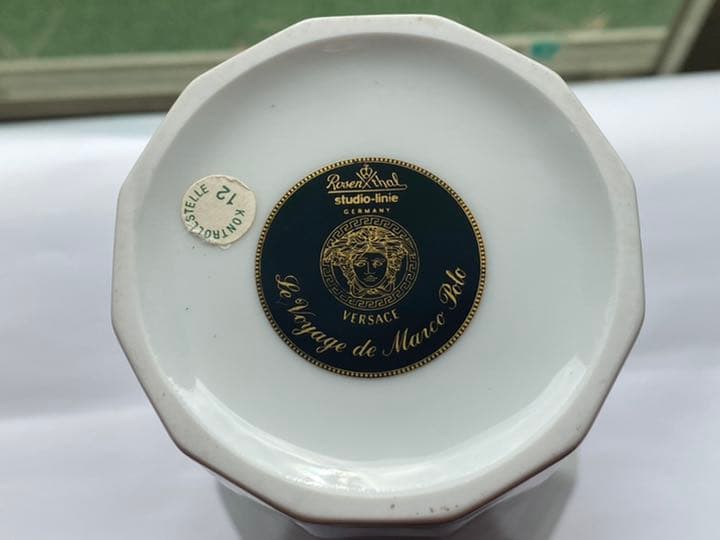 Rosenthal
studio-linie
GERMANY
VERSACE
Le Voyage de Marco Polo
KONTROLLSTELLE
12